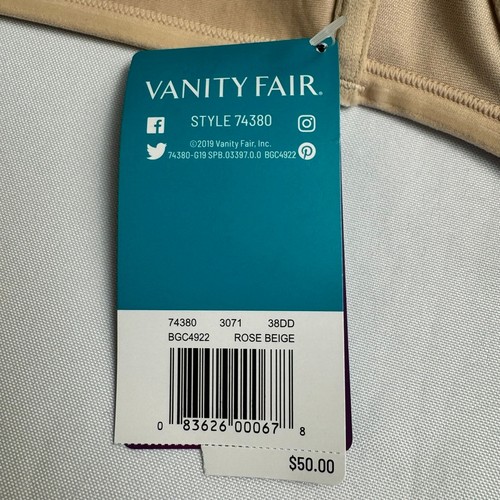 VANITY FAIR®
STYLE 74380
©2019 Vanity Fair, Inc.
74380-G19 SPB.03397.0.0 BGC4922
74380 3071 38DD
BGC4922 ROSE BEIGE
0 83626 00067 8
$50.00